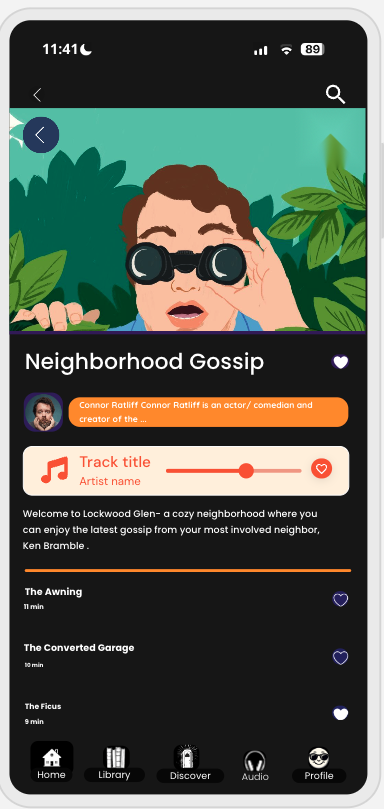 11:41
89
Neighborhood Gossip
Connor Ratliff Connor Ratliff is an actor/ comedian and
creator of the ...
Track title
Artist name
Welcome to Lockwood Glen- a cozy neighborhood where you
can enjoy the latest gossip from your most involved neighbor,
Ken Bramble .
The Awning
11 min
The Converted Garage
10 min
The Ficus
9 min
Home
Library
Discover
Audio
Profile